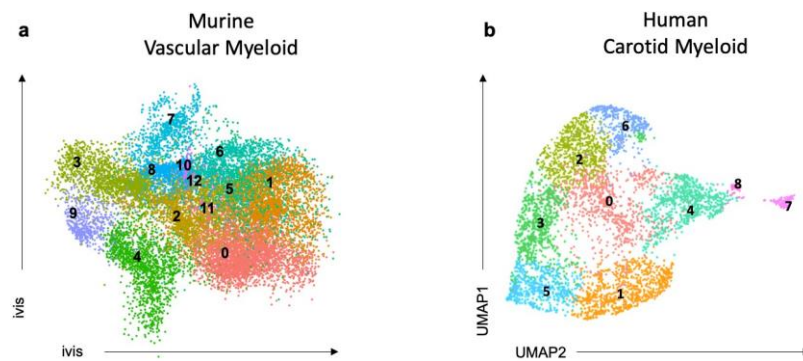 a
Murine
Vascular Myeloid
7
6
3
10
8
12
5
1
9
11
2
4
0
ivis
ivis
b
Human
Carotid Myeloid
6
2
8
0
4
7
3
5
1
UMAP1
UMAP2